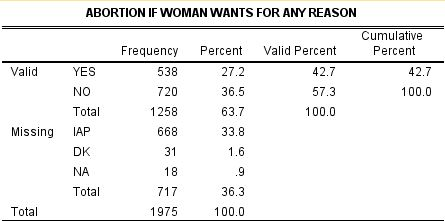 ABORTION IF WOMAN WANTS FOR ANY REASON
Cumulative
Frequency Percent Valid Percent Percent
Valid YES 538 27.2 42.7 42.7
NO 720 36.5 57.3 100.0
Total 1258 63.7 100.0
Missing IAP 668 33.8
DK 31 1.6
NA 18 .9
Total 717 36.3
Total 1975 100.0